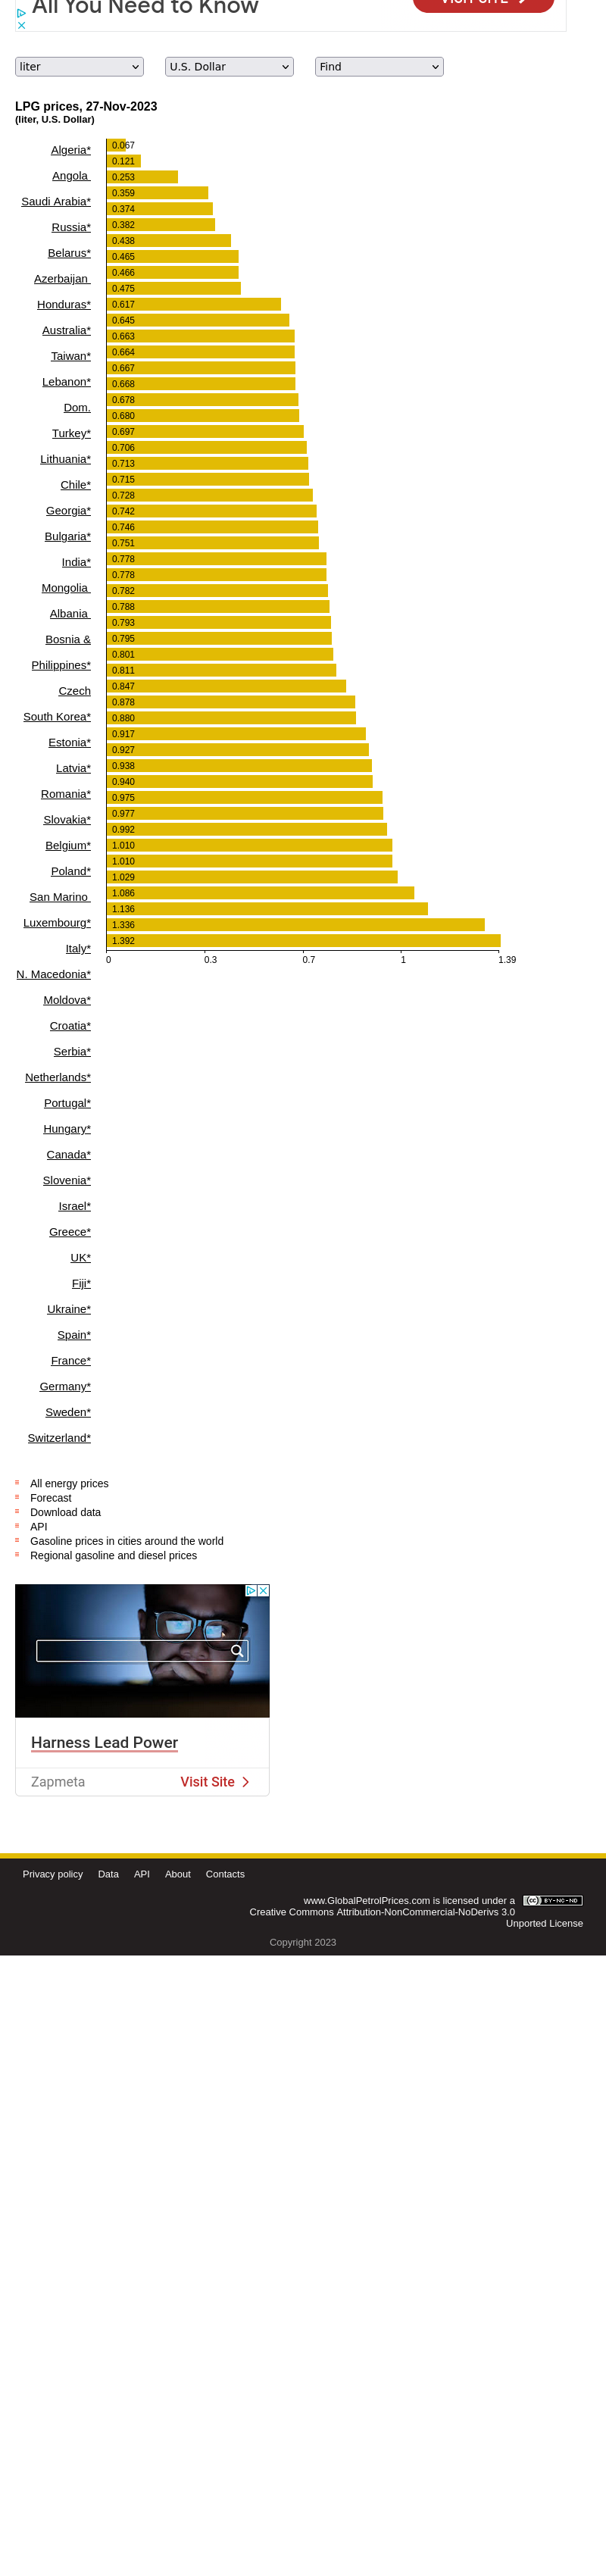 All You Need to Know
VISIT SITE
liter
U.S. Dollar
Find
LPG prices, 27-Nov-2023
(liter, U.S. Dollar)
Algeria*
Angola
Saudi Arabia*
Russia*
Belarus*
Azerbaijan
Honduras*
Australia*
Taiwan*
Lebanon*
Dom.
Turkey*
Lithuania*
Chile*
Georgia*
Bulgaria*
India*
Mongolia
Albania
Bosnia &
Philippines*
Czech
South Korea*
Estonia*
Latvia*
Romania*
Slovakia*
Belgium*
Poland*
San Marino
Luxembourg*
Italy*
N. Macedonia*
Moldova*
Croatia*
Serbia*
Netherlands*
Portugal*
Hungary*
Canada*
Slovenia*
Israel*
Greece*
UK*
Fiji*
Ukraine*
Spain*
France*
Germany*
Sweden*
Switzerland*
0.067
0.121
0.253
0.359
0.374
0.382
0.438
0.465
0.466
0.475
0.617
0.645
0.663
0.664
0.667
0.668
0.678
0.680
0.697
0.706
0.713
0.715
0.728
0.742
0.746
0.751
0.778
0.778
0.782
0.788
0.793
0.795
0.801
0.811
0.847
0.878
0.880
0.917
0.927
0.938
0.940
0.975
0.977
0.992
1.010
1.010
1.029
1.086
1.136
1.336
1.392
0 0.3 0.7 1 1.39
All energy prices
Forecast
Download data
API
Gasoline prices in cities around the world
Regional gasoline and diesel prices
Harness Lead Power
Zapmeta
Visit Site
Privacy policy Data API About Contacts
www.GlobalPetrolPrices.com is licensed under a
Creative Commons Attribution-NonCommercial-NoDerivs 3.0
Unported License
cc BY-NC-ND
Copyright 2023